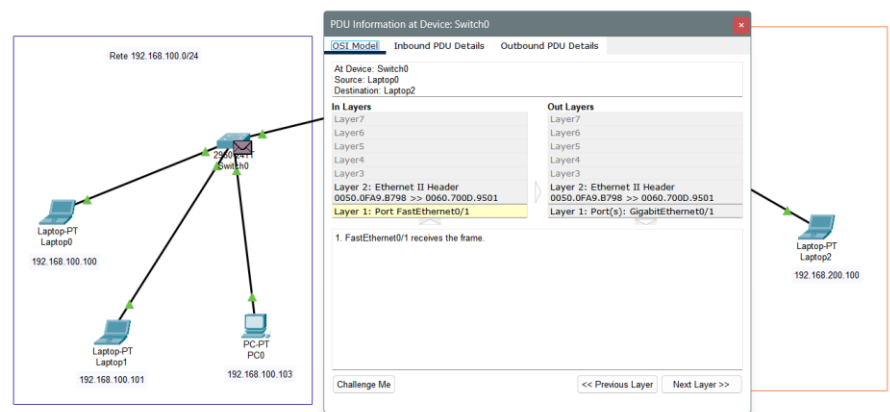 PDU Information at Device: Switch0
OSI Model Inbound PDU Details Outbound PDU Details
At Device: Switch0
Source: Laptop0
Destination: Laptop2
In Layers
Layer7
Layer6
Layer5
Layer4
Layer3
Layer 2: Ethernet II Header
0050.0FA9.B798 >> 0060.700D.9501
Layer 1: Port FastEthernet0/1
Out Layers
Layer7
Layer6
Layer5
Layer4
Layer3
Layer 2: Ethernet II Header
0050.0FA9.B798 >> 0060.700D.9501
Layer 1: Port(s): GigabitEthernet0/1
1. FastEthernet0/1 receives the frame.
Challenge Me
<< Previous Layer
Next Layer >>
Rete 192.168.100.0/24
Switch0
Laptop-PT
Laptop0
192.168.100.100
Laptop-PT
Laptop1
192.168.100.101
PC-PT
PC0
192.168.100.103
Laptop-PT
Laptop2
192.168.200.100